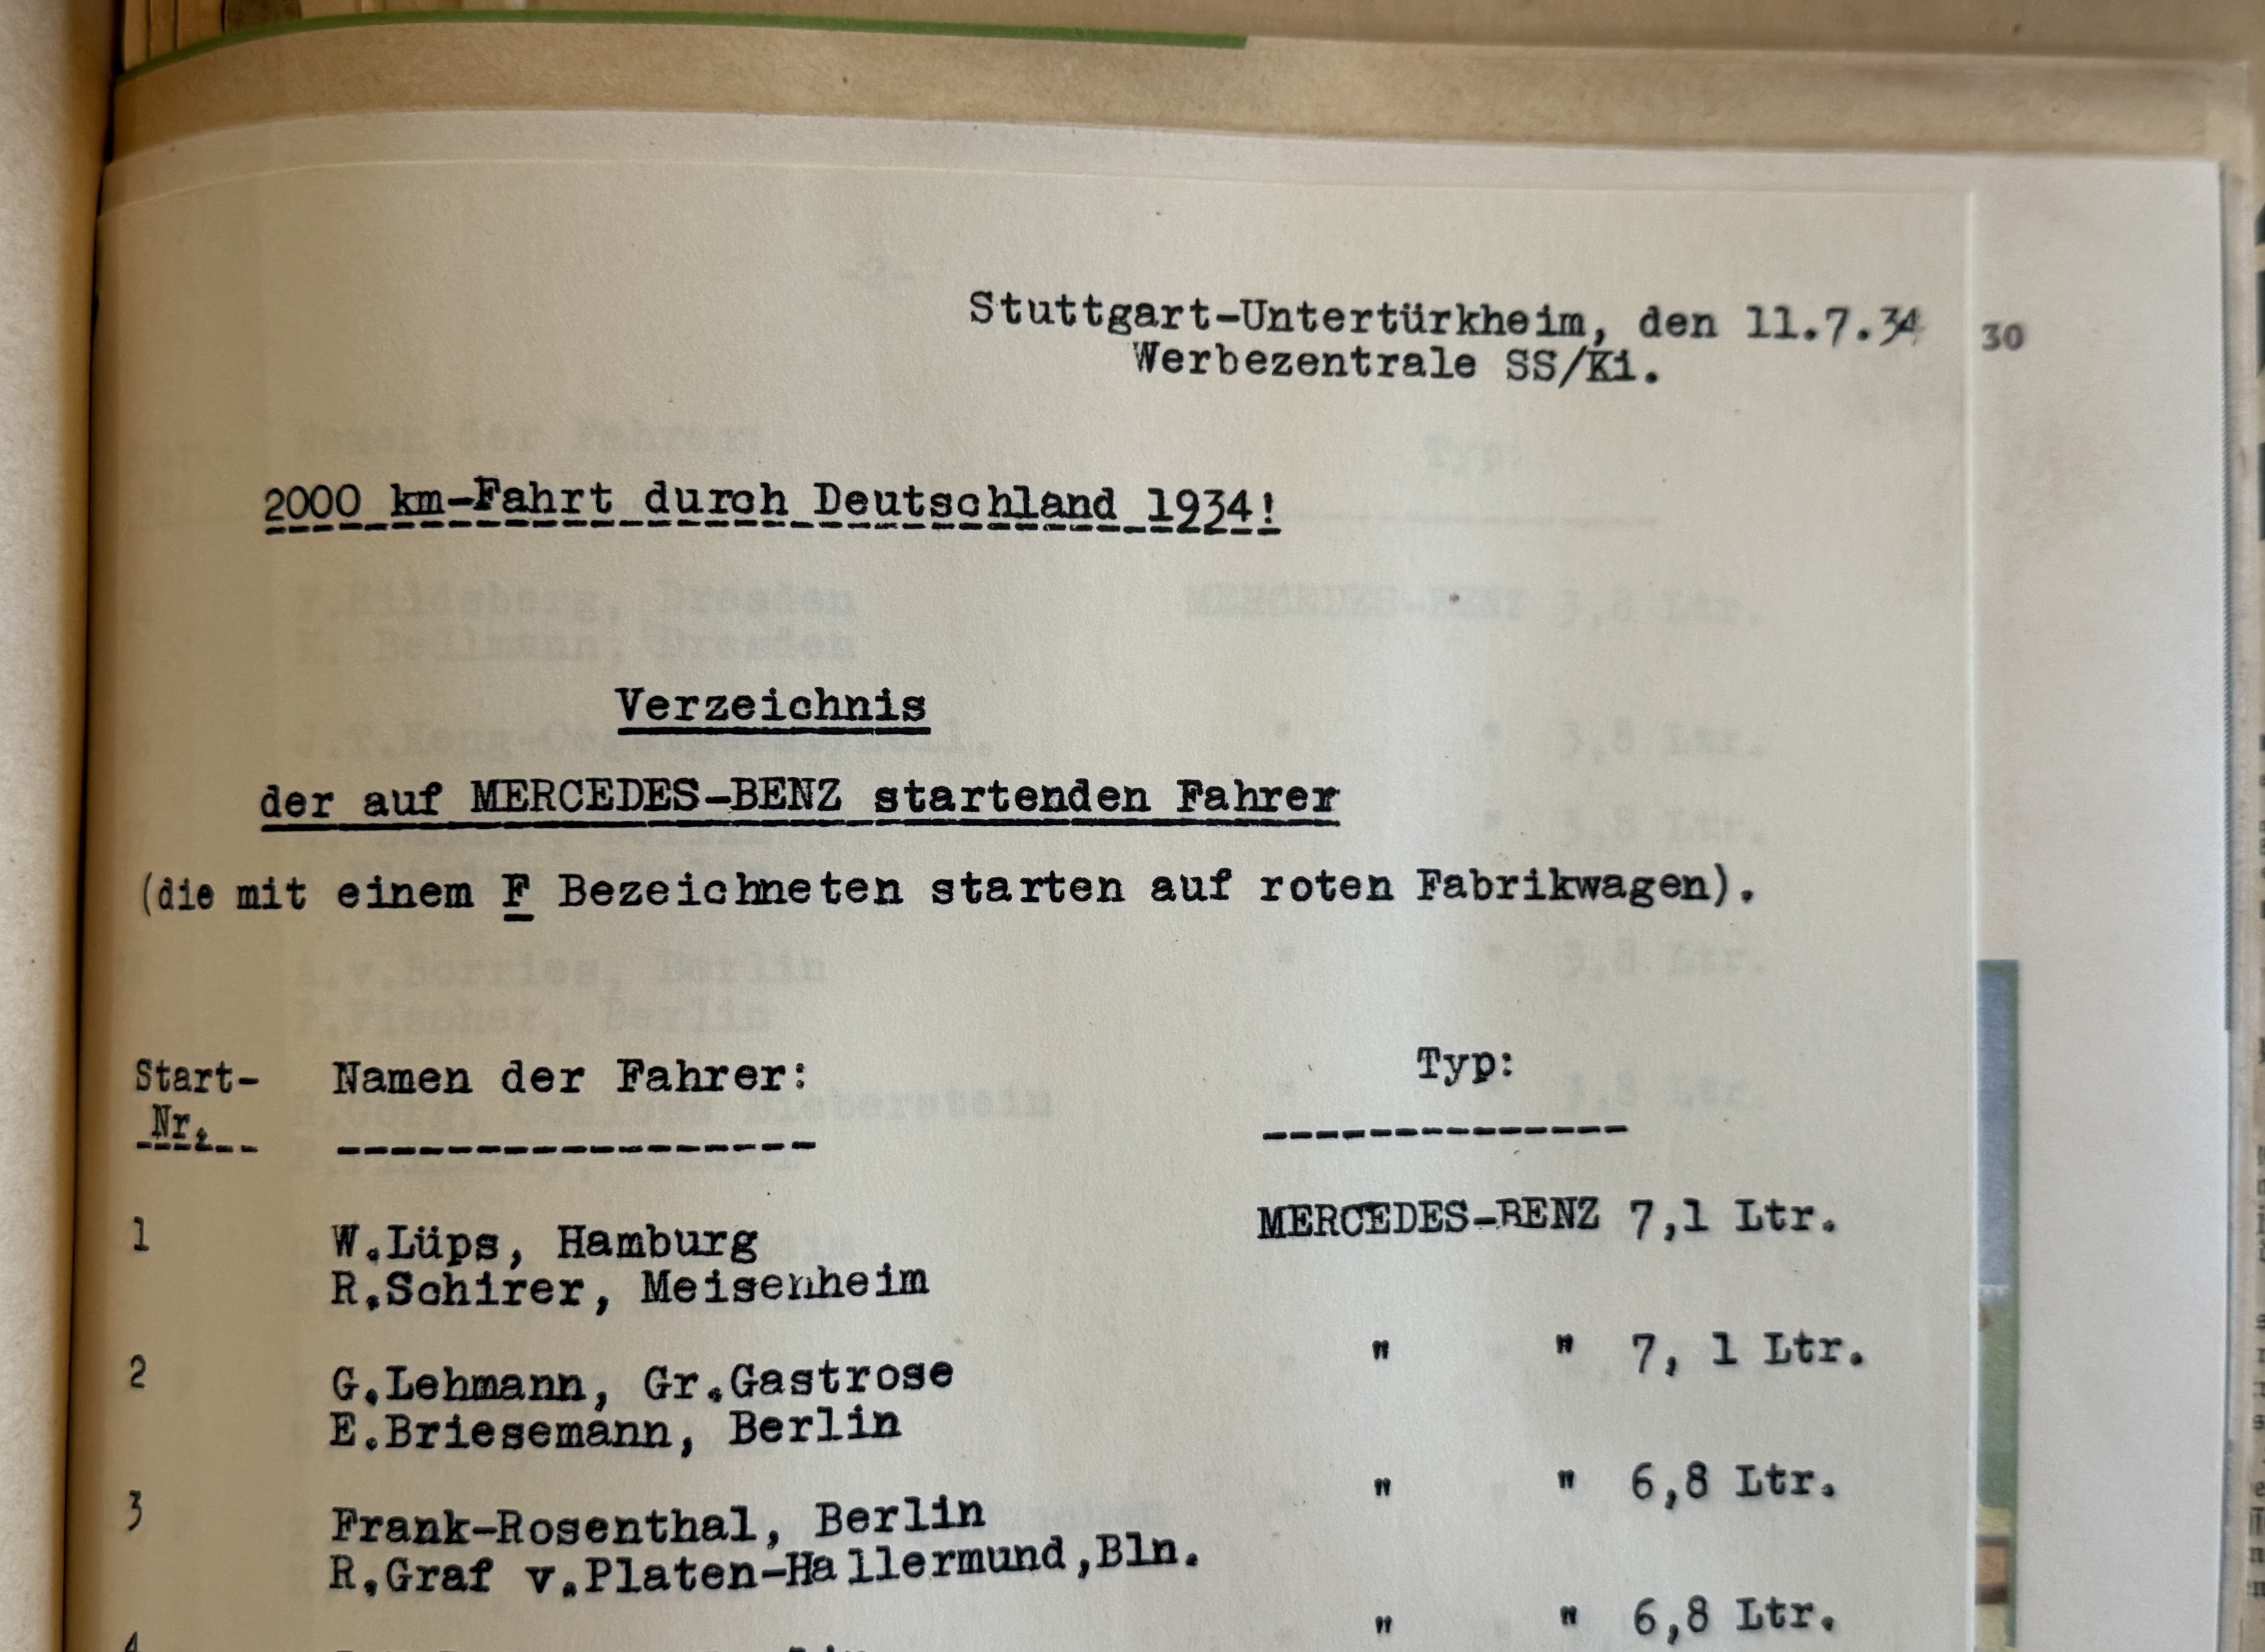 Stuttgart-Untertürkheim, den 11.7.34
30
Werbezentrale SS/Ki.
2000 km-Fahrt durch Deutschland 1934!
Verzeichnis
der auf MERCEDES-BENZ startenden Fahrer
(die mit einem F Bezeichneten starten auf roten Fabrikwagen).
Start- Namen der Fahrer: Typ:
Nr.
1 W.Lüps, Hamburg MERCEDES-BENZ 7,1 Ltr.
R.Schirer, Meisenheim
2 G.Lehmann, Gr.Gastrose " " 7, 1 Ltr.
E.Briesemann, Berlin
3 Frank-Rosenthal, Berlin " " 6,8 Ltr.
R.Graf v.Platen-Hallermund,Bln.
4 " " 6,8 Ltr.